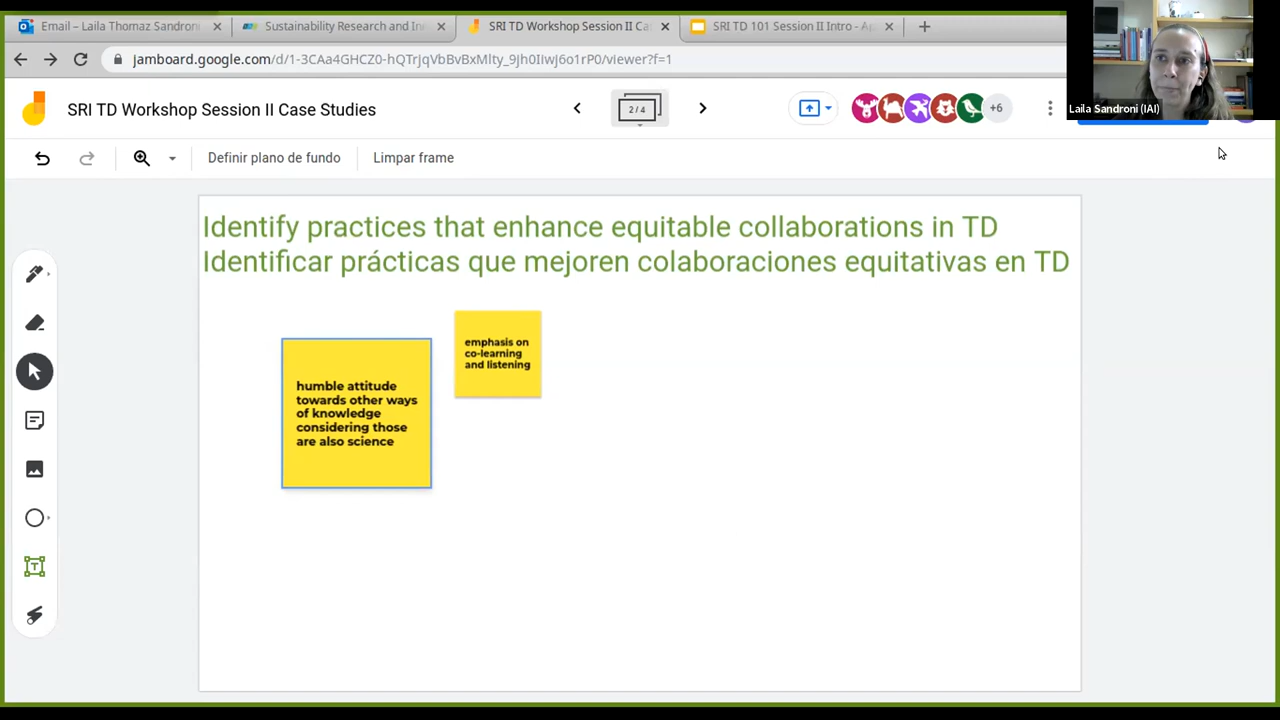 Email – Laila Thomaz Sandroni
Sustainability Research and In
SRI TD Workshop Session II Ca
SRI TD 101 Session II Intro - Ap
jamboard.google.com/d/1-3CAa4GHCZ0-hQTrjqVbBvBxMlty_9jh0Iiwj6o1rP0/viewer?f=1
Laila Sandroni (IAI)
SRI TD Workshop Session II Case Studies
2/4
+6
Definir plano de fundo
Limpar frame
Identify practices that enhance equitable collaborations in TD
Identificar prácticas que mejoren colaboraciones equitativas en TD
emphasis on
co-learning
and listening
humble attitude
towards other ways
of knowledge
considering those
are also science